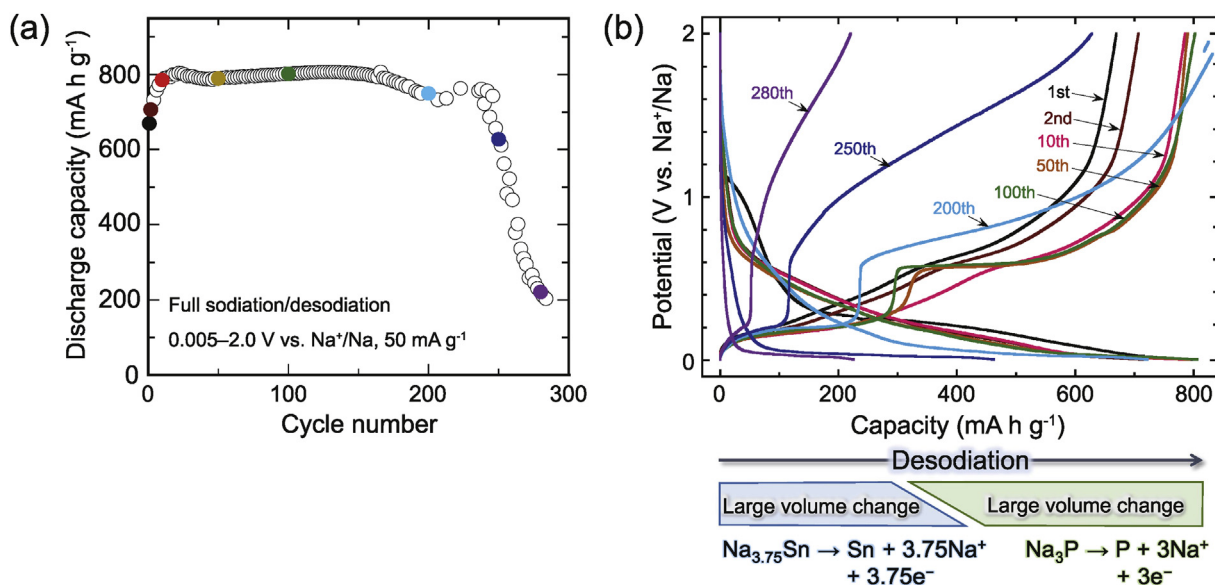 (a)
Discharge capacity (mA h g⁻¹)
1000
800
600
400
200
0
Full sodiation/desodiation
0.005–2.0 V vs. Na⁺/Na, 50 mA g⁻¹
0
100
200
300
Cycle number
(b)
Potential (V vs. Na⁺/Na)
2
1
0
280th
250th
200th
1st
2nd
10th
50th
100th
0
200
400
600
800
Capacity (mA h g⁻¹)
Desodiation
Large volume change
Large volume change
Na₃.₇₅Sn → Sn + 3.75Na⁺
+ 3.75e⁻
Na₃P → P + 3Na⁺
+ 3e⁻